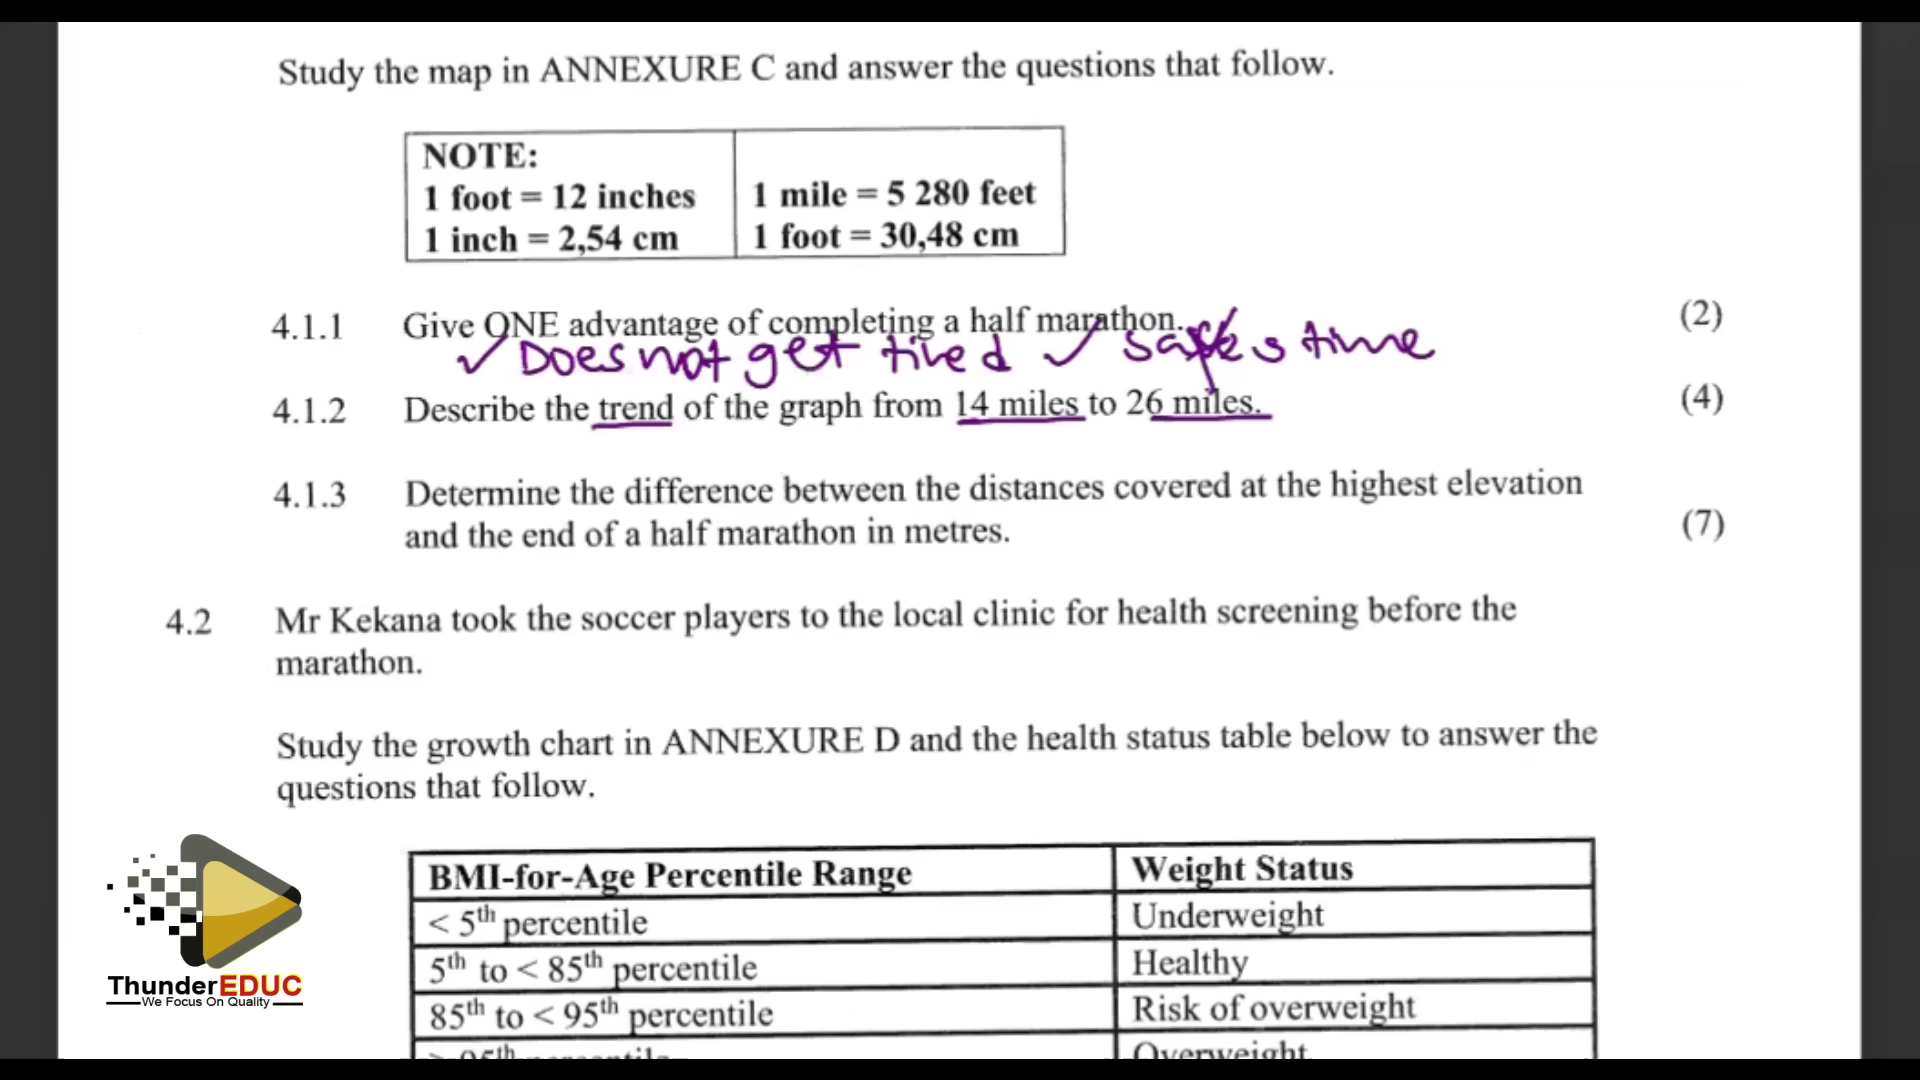 Study the map in ANNEXURE C and answer the questions that follow.
NOTE:
1 foot = 12 inches 1 mile = 5 280 feet
1 inch = 2,54 cm 1 foot = 30,48 cm
4.1.1 Give ONE advantage of completing a half marathon. (2)
✓ Does not get tired ✓ saves time
4.1.2 Describe the trend of the graph from 14 miles to 26 miles. (4)
4.1.3 Determine the difference between the distances covered at the highest elevation
and the end of a half marathon in metres. (7)
4.2 Mr Kekana took the soccer players to the local clinic for health screening before the
marathon.
Study the growth chart in ANNEXURE D and the health status table below to answer the
questions that follow.
BMI-for-Age Percentile Range Weight Status
< 5th percentile Underweight
5th to < 85th percentile Healthy
85th to < 95th percentile Risk of overweight
95th percentile Overweight
ThunderEDUC
We Focus On Quality